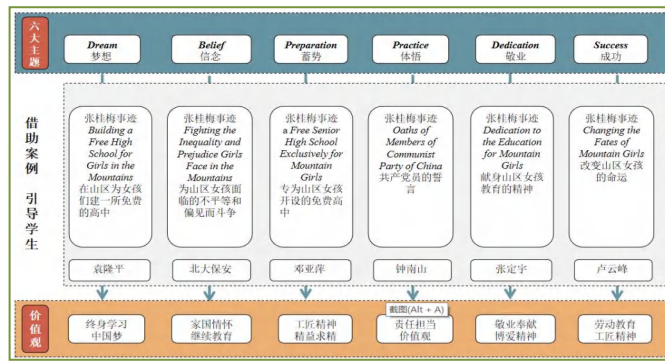 六大主题
Dream
梦想
Belief
信念
Preparation
蓄势
Practice
体悟
Dedication
敬业
Success
成功
借助案例 引导学生
张桂梅事迹
Building a
Free High
School for
Girls in the
Mountains
在山区为女孩
们建一所免费
的高中
张桂梅事迹
Fighting the
Inequality and
Prejudice Girls
Face in the
Mountains
为山区女孩面
临的不平等和
偏见而斗争
张桂梅事迹
a Free Senior
High School
Exclusively for
Mountain
Girls
专为山区女孩
开设的免费高
中
张桂梅事迹
Oaths of
Members of
Communist
Party of China
共产党员的誓
言
张桂梅事迹
Dedication to
the Education
for Mountain
Girls
献身山区女孩
教育的精神
张桂梅事迹
Changing the
Fates of
Mountain Girls
改变山区女孩
的命运
袁隆平
北大保安
邓亚萍
钟南山
张定宇
卢云峰
价值观
终身学习
中国梦
家国情怀
继续教育
工匠精神
精益求精
截图(Alt + A)
责任担当
价值观
敬业奉献
博爱精神
劳动教育
工匠精神